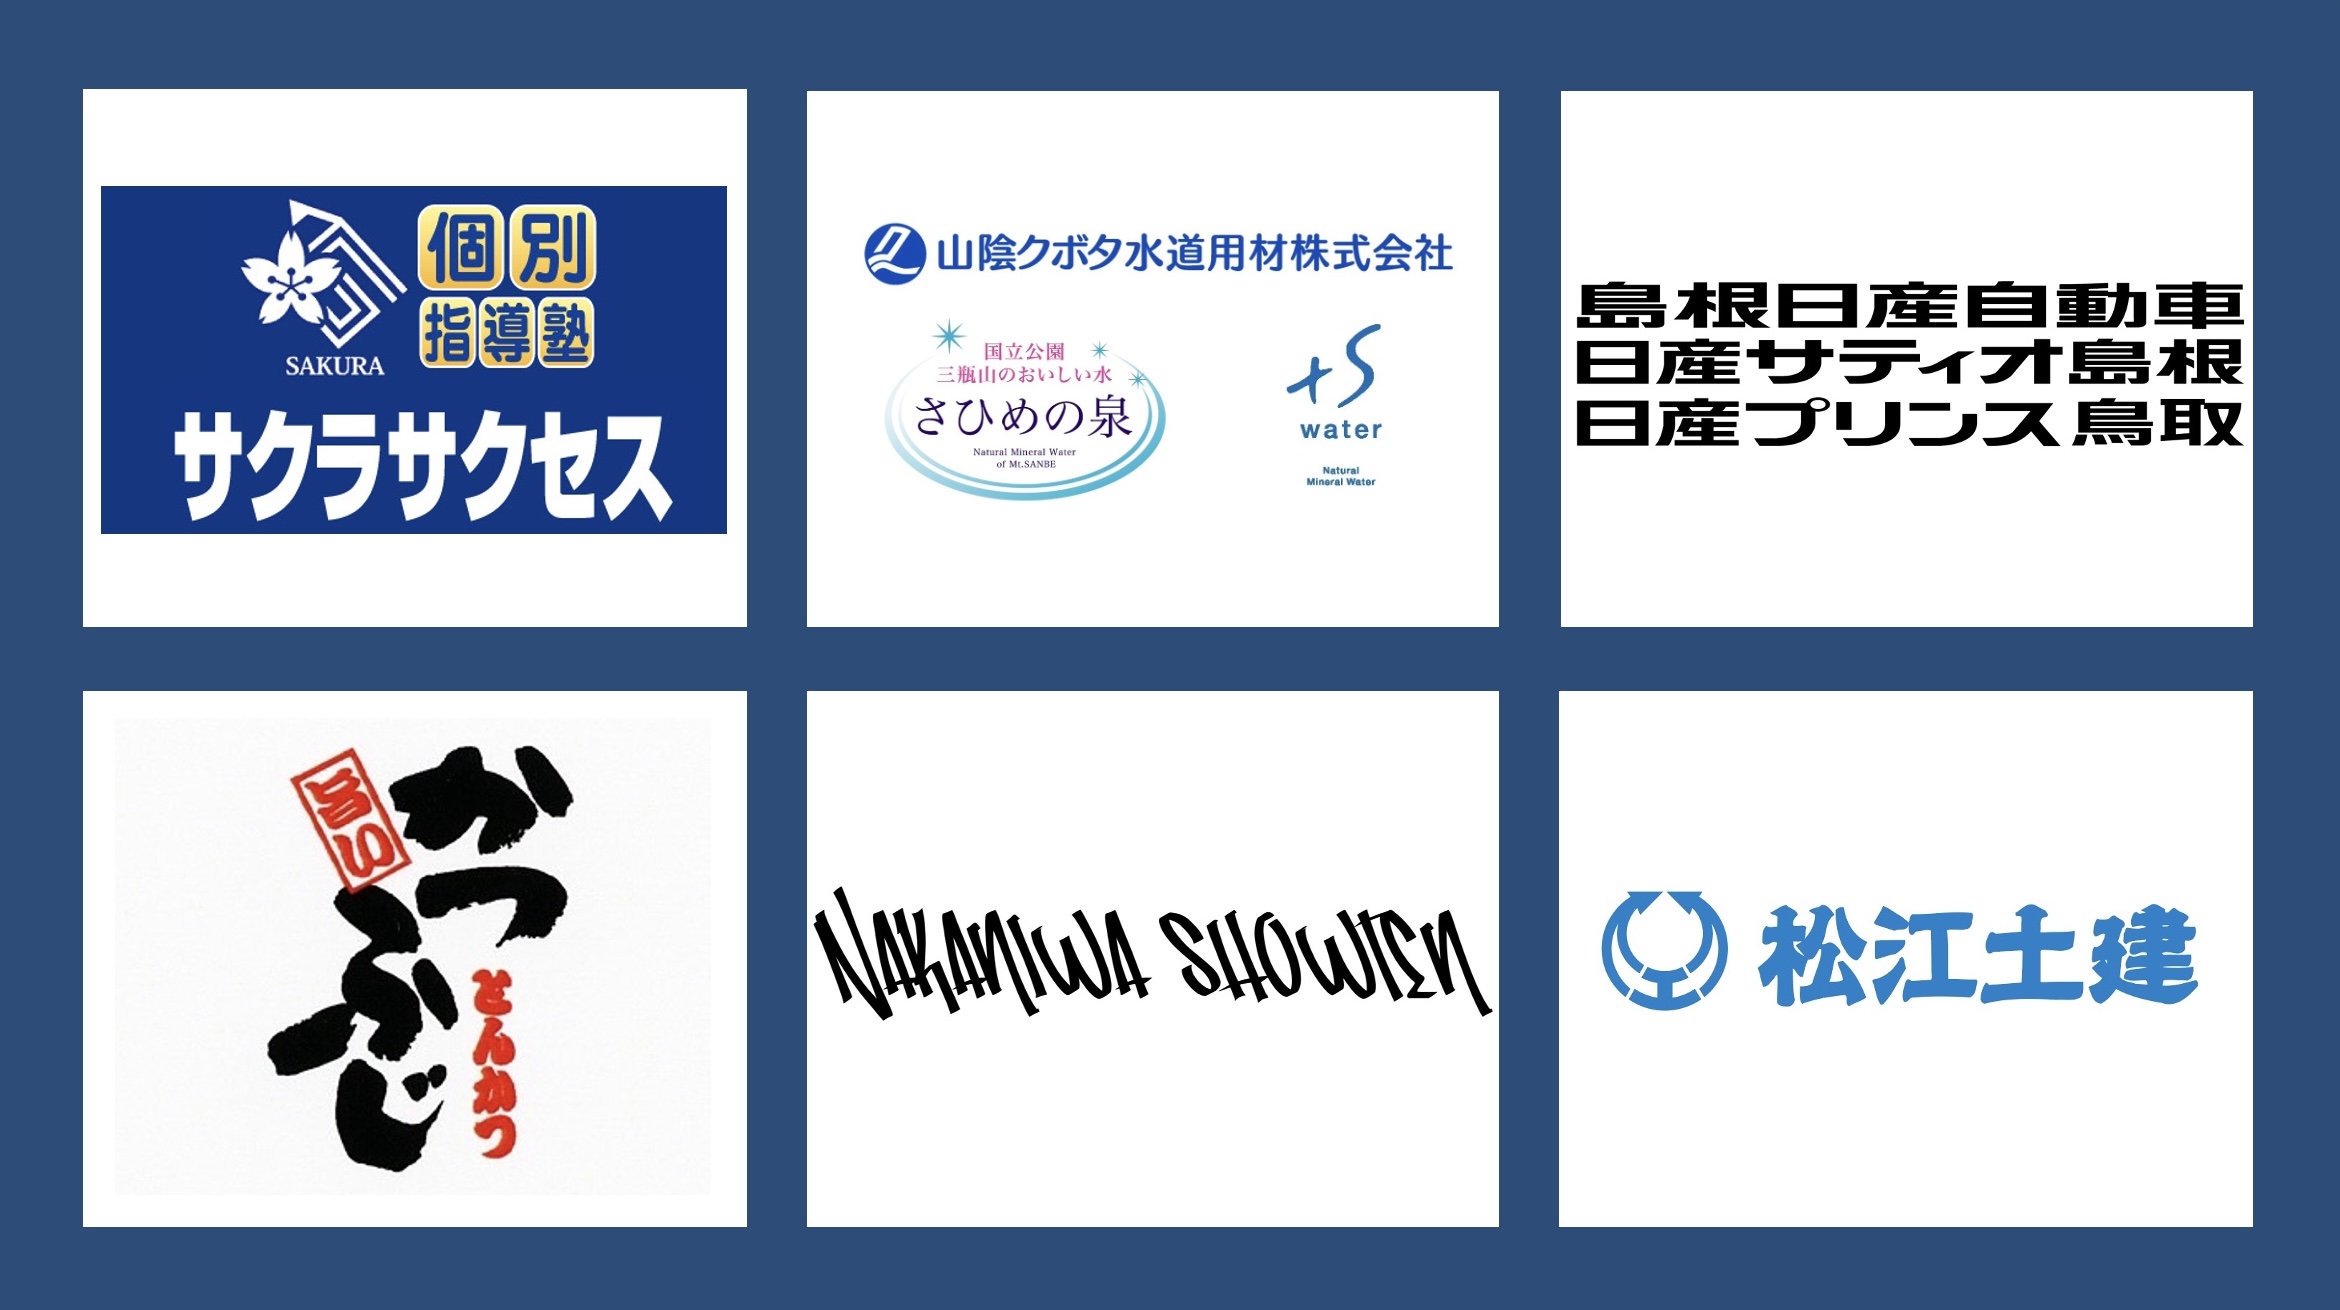 個別
指導塾
SAKURA
サクラサクセス
山陰クボタ水道用材株式会社
国立公園
三瓶山のおいしい水
さひめの泉
Natural Mineral Water
of Mt.SANBE
+S
water
Natural
Mineral Water
島根日産自動車
日産サティオ島根
日産プリンス鳥取
旨い
かつふじ
とんかつ
NAKANIWA SHOWTEN
松江土建